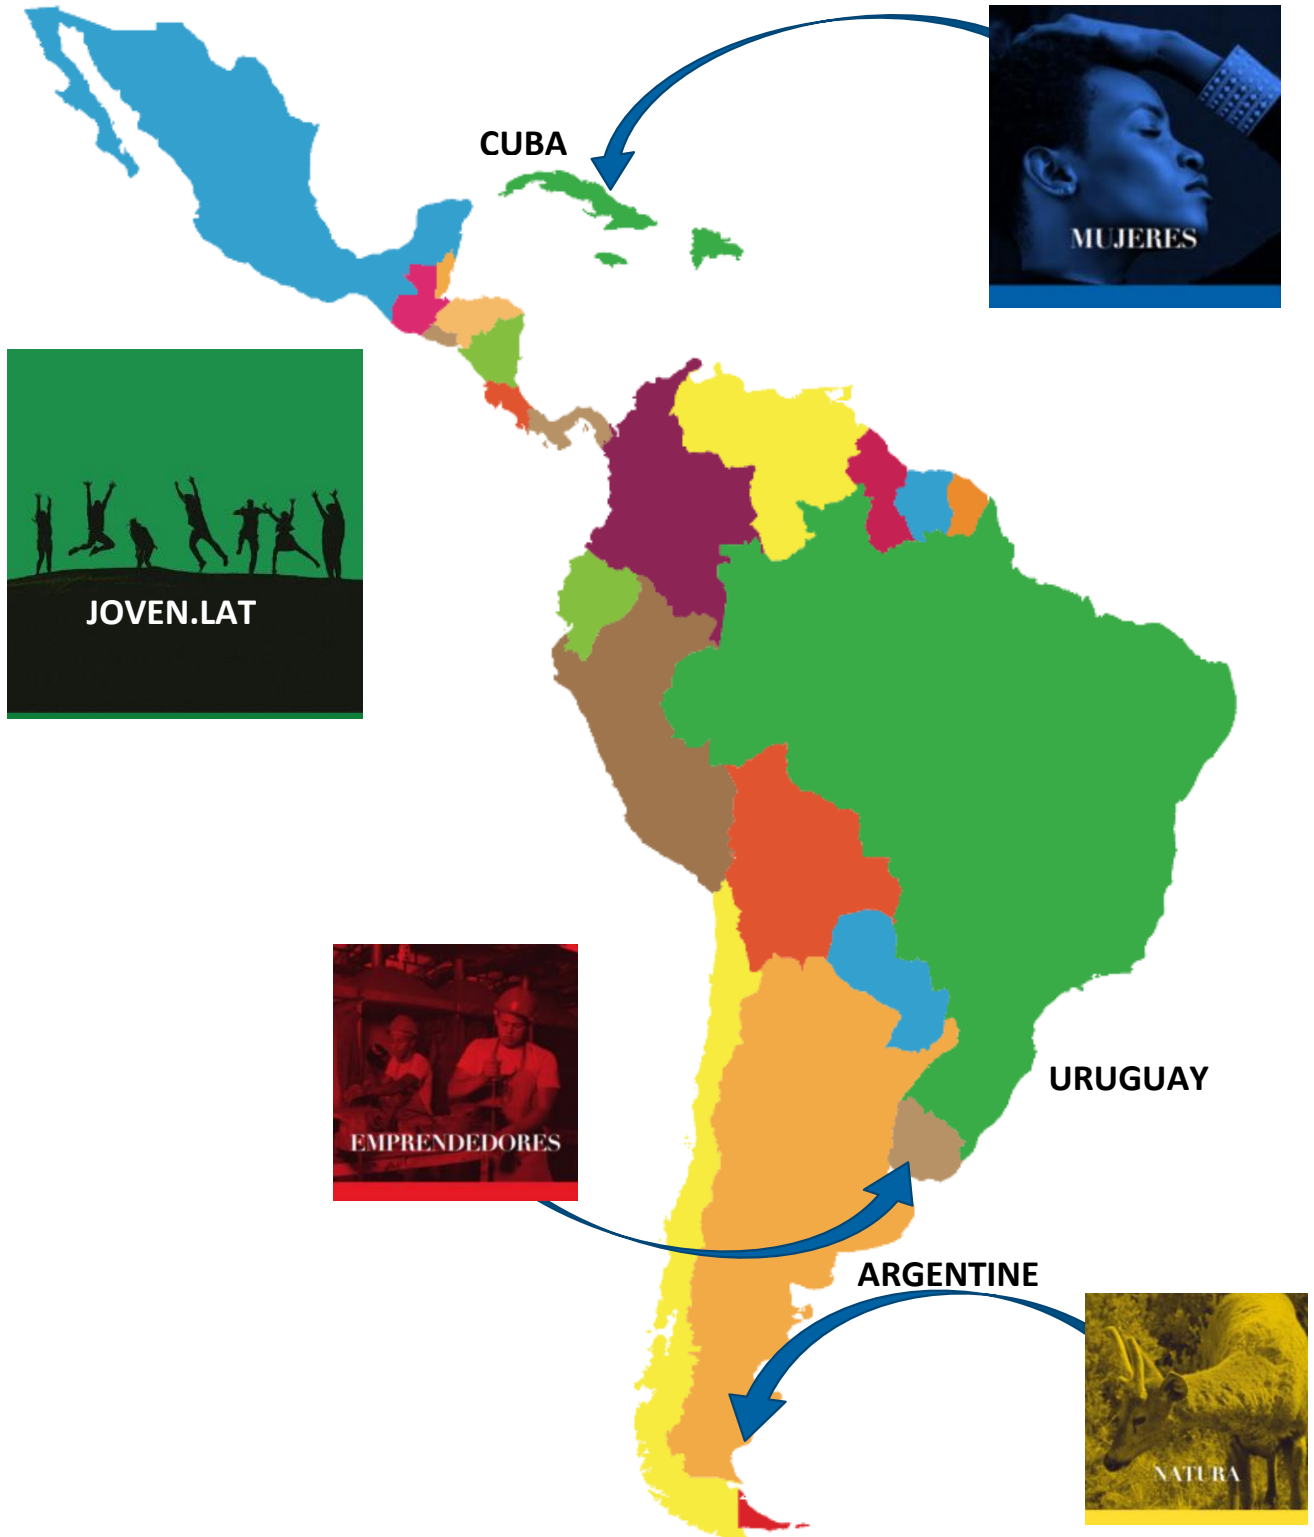 CUBA
MUJERES
JOVEN.LAT
URUGUAY
EMPRENDEDORES
ARGENTINE
NATURA